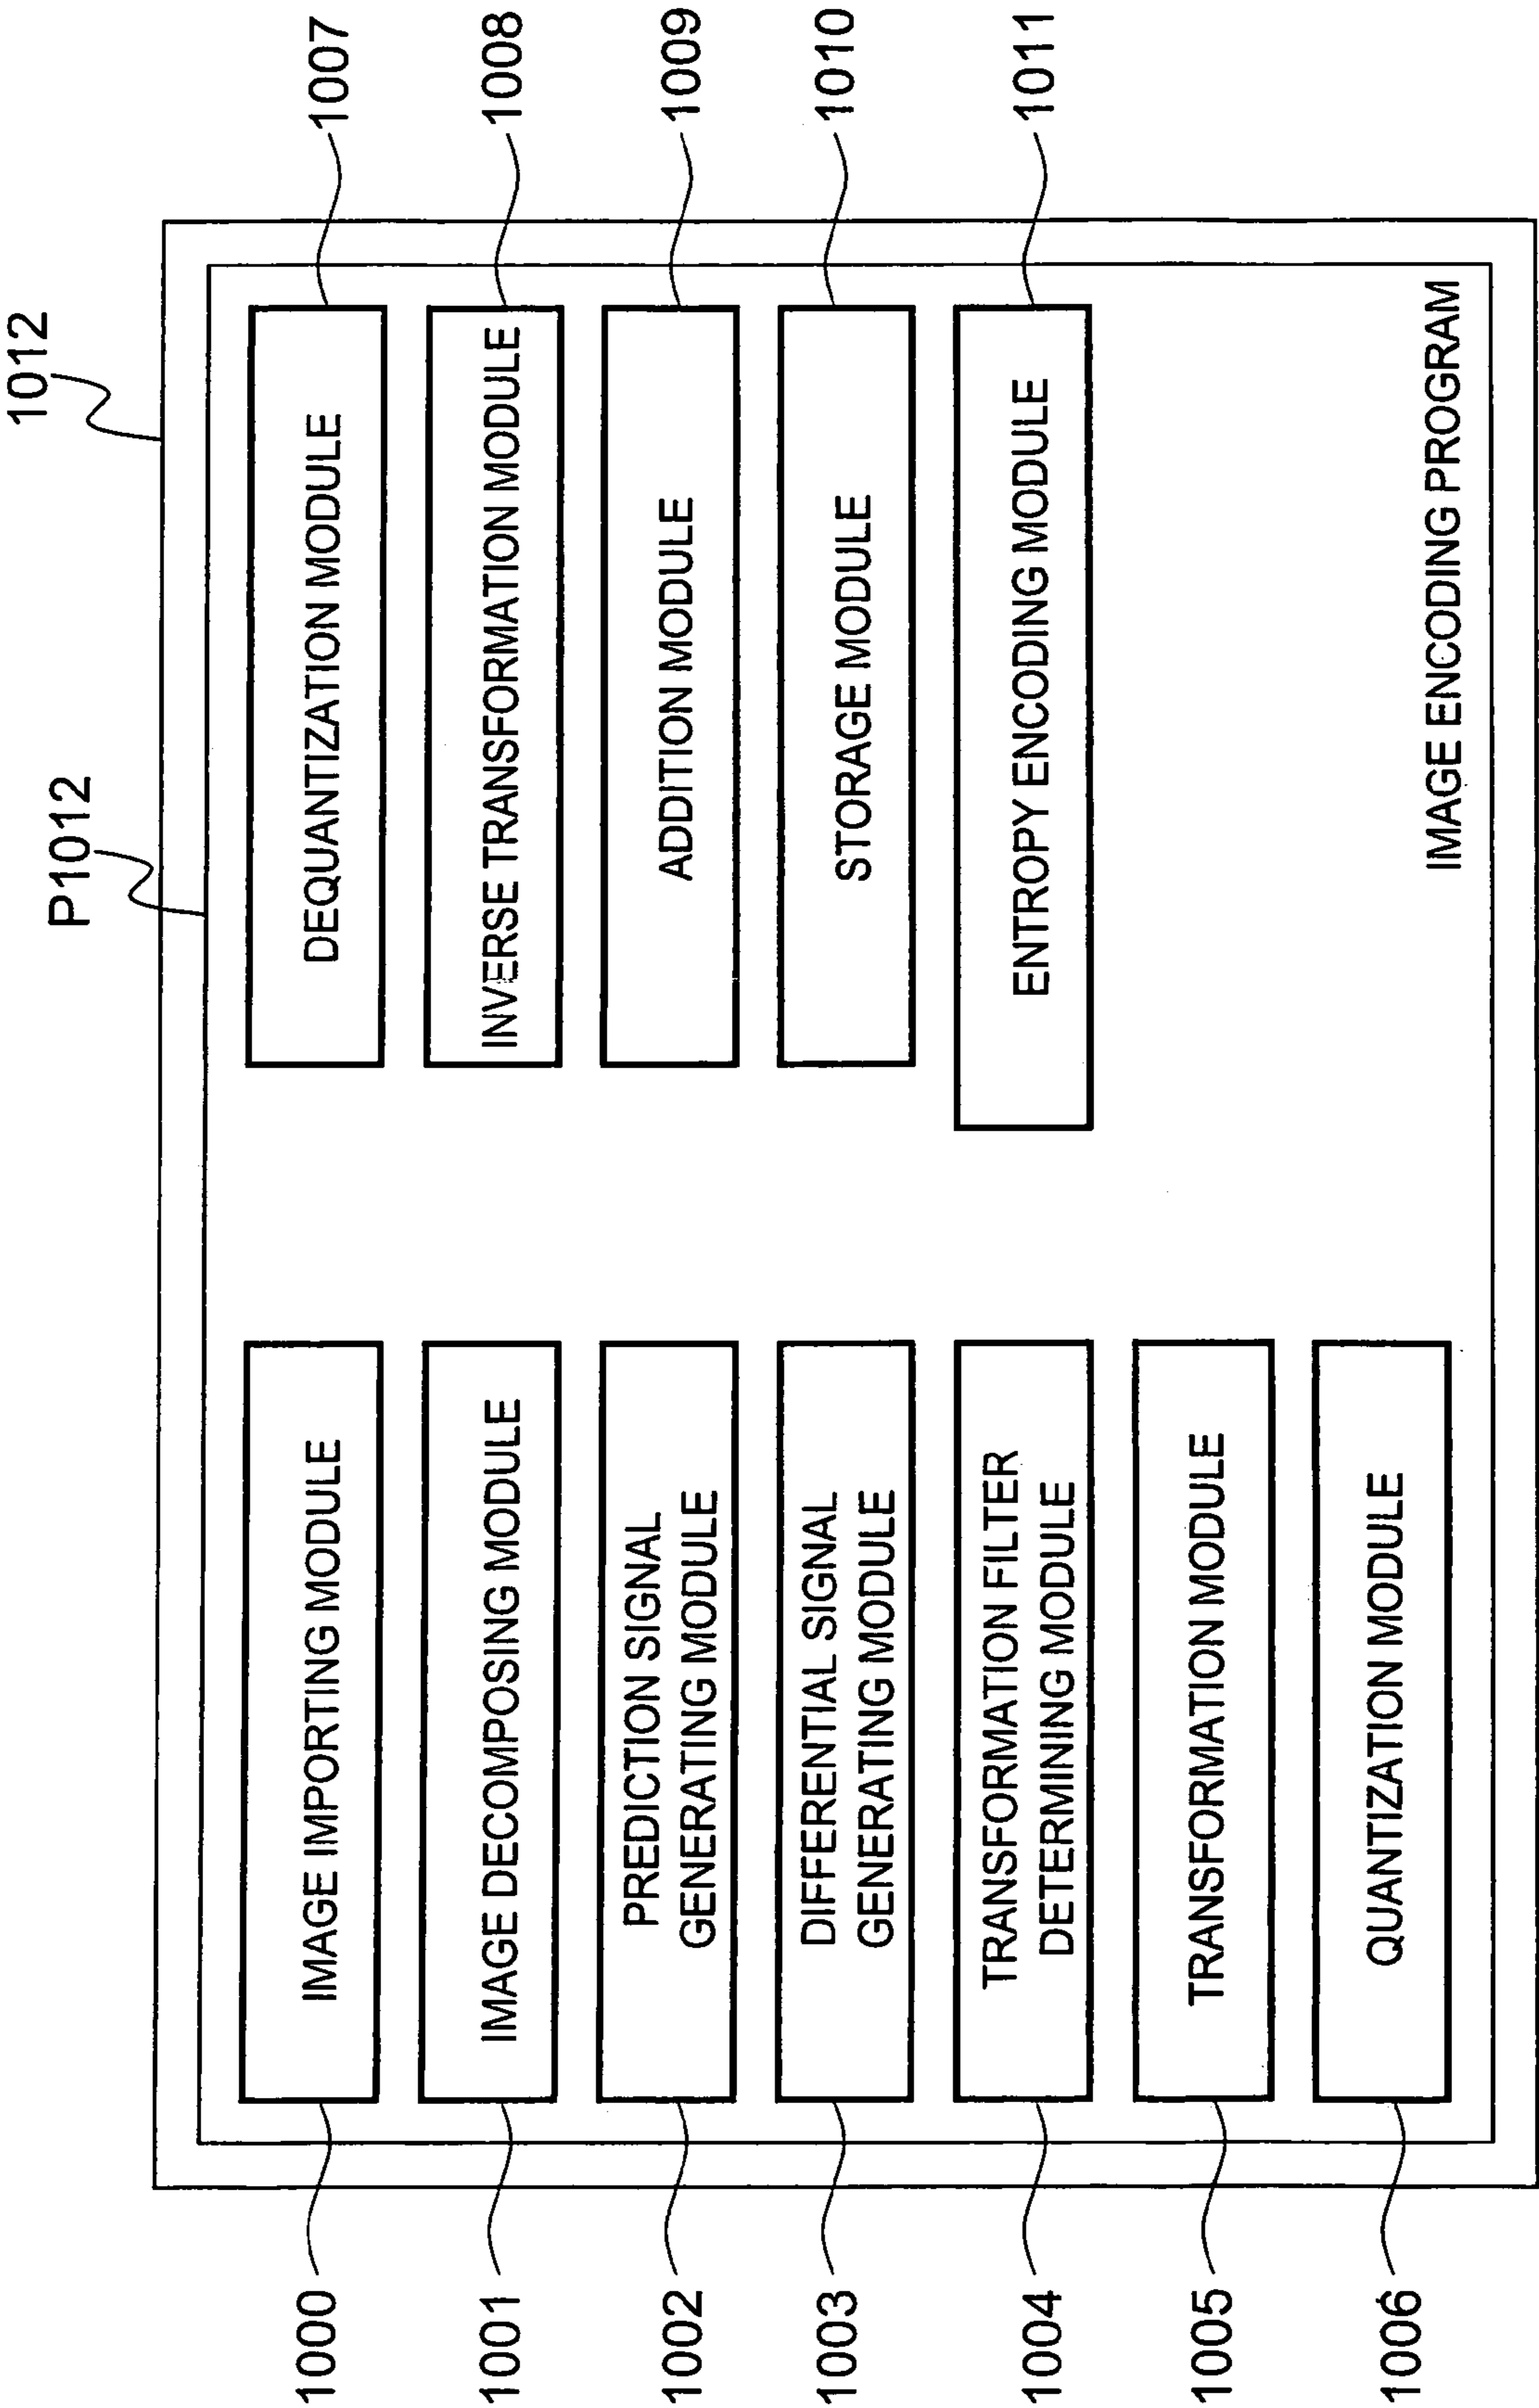 1012
P1012
1000
IMAGE IMPORTING MODULE
1001
IMAGE DECOMPOSING MODULE
1002
PREDICTION SIGNAL
GENERATING MODULE
1003
DIFFERENTIAL SIGNAL
GENERATING MODULE
1004
TRANSFORMATION FILTER
DETERMINING MODULE
1005
TRANSFORMATION MODULE
1006
QUANTIZATION MODULE
DEQUANTIZATION MODULE
1007
INVERSE TRANSFORMATION MODULE
1008
ADDITION MODULE
1009
STORAGE MODULE
1010
ENTROPY ENCODING MODULE
1011
IMAGE ENCODING PROGRAM